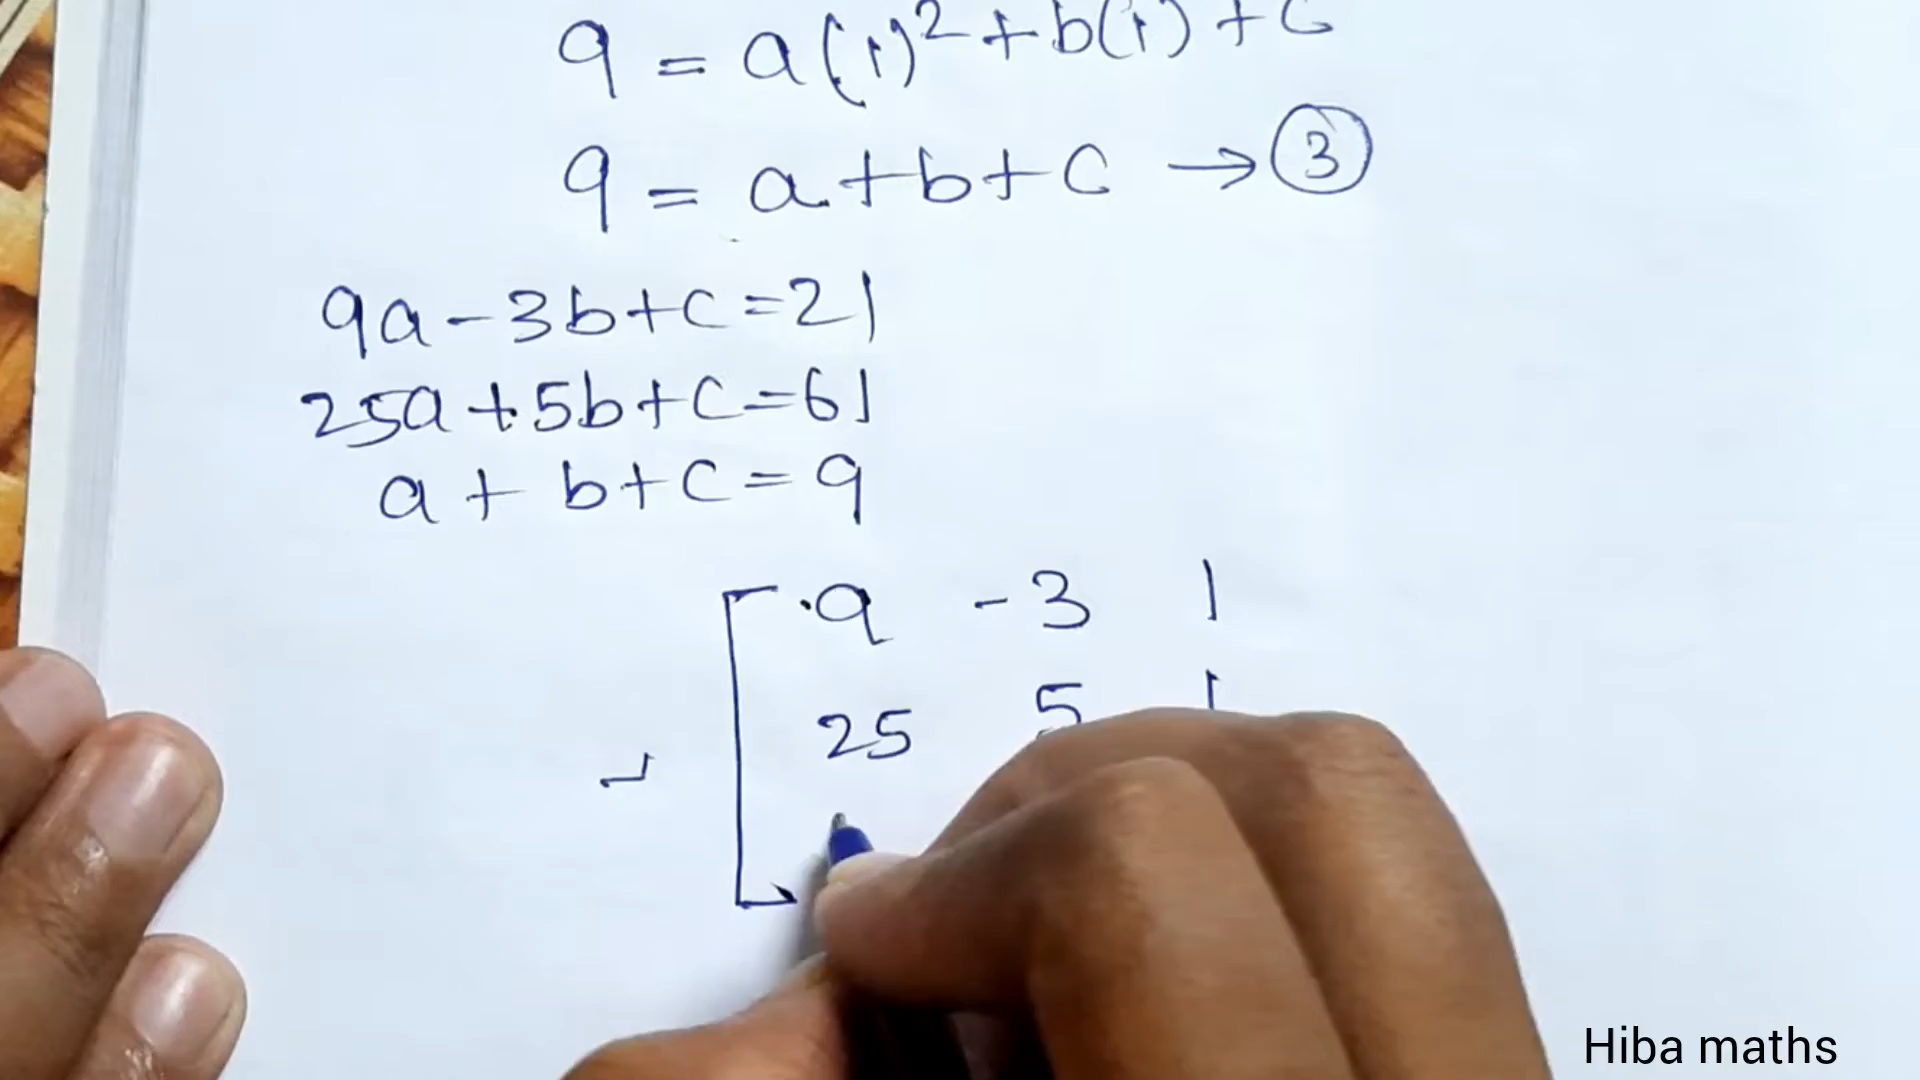 9 = a(1)²+b(1)+c
9 = a+b+c → ③
9a-3b+c=21
25a+5b+c=61
a+b+c=9
9 -3 1
25 5 1
Hiba maths